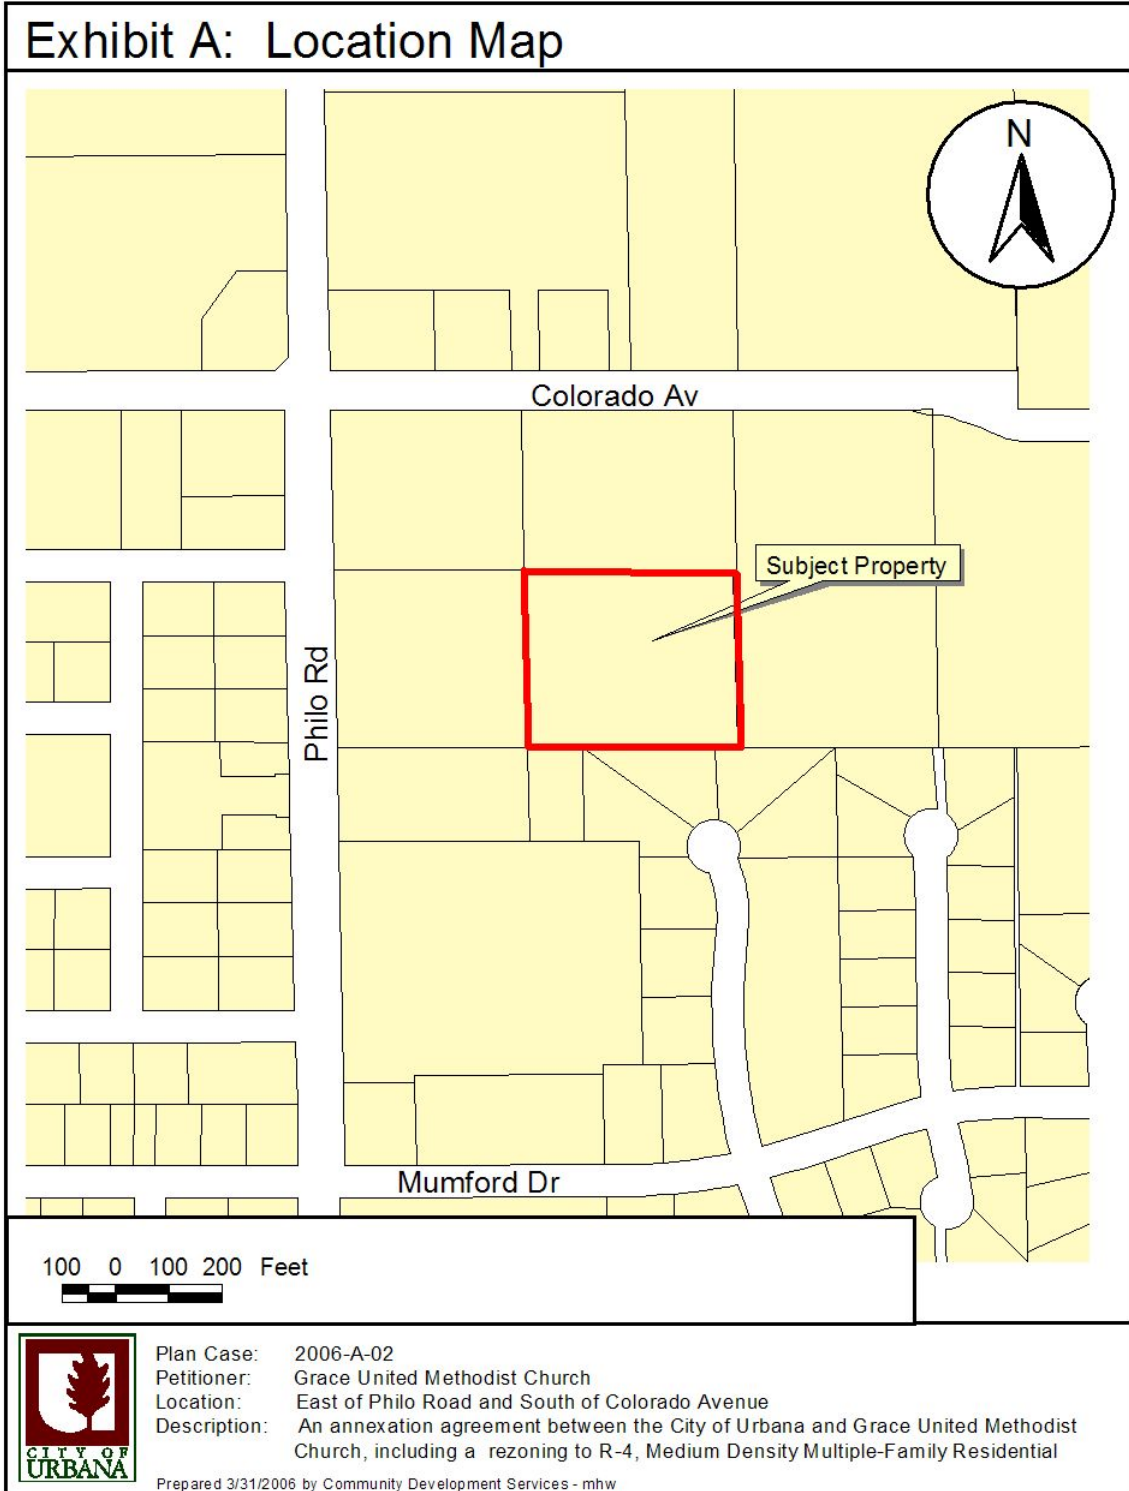 Exhibit A: Location Map
N
Colorado Av
Subject Property
Philo Rd
Mumford Dr
100 0 100 200 Feet
CITY OF
URBANA
Plan Case: 2006-A-02
Petitioner: Grace United Methodist Church
Location: East of Philo Road and South of Colorado Avenue
Description: An annexation agreement between the City of Urbana and Grace United Methodist
Church, including a rezoning to R-4, Medium Density Multiple-Family Residential
Prepared 3/31/2006 by Community Development Services - mhw